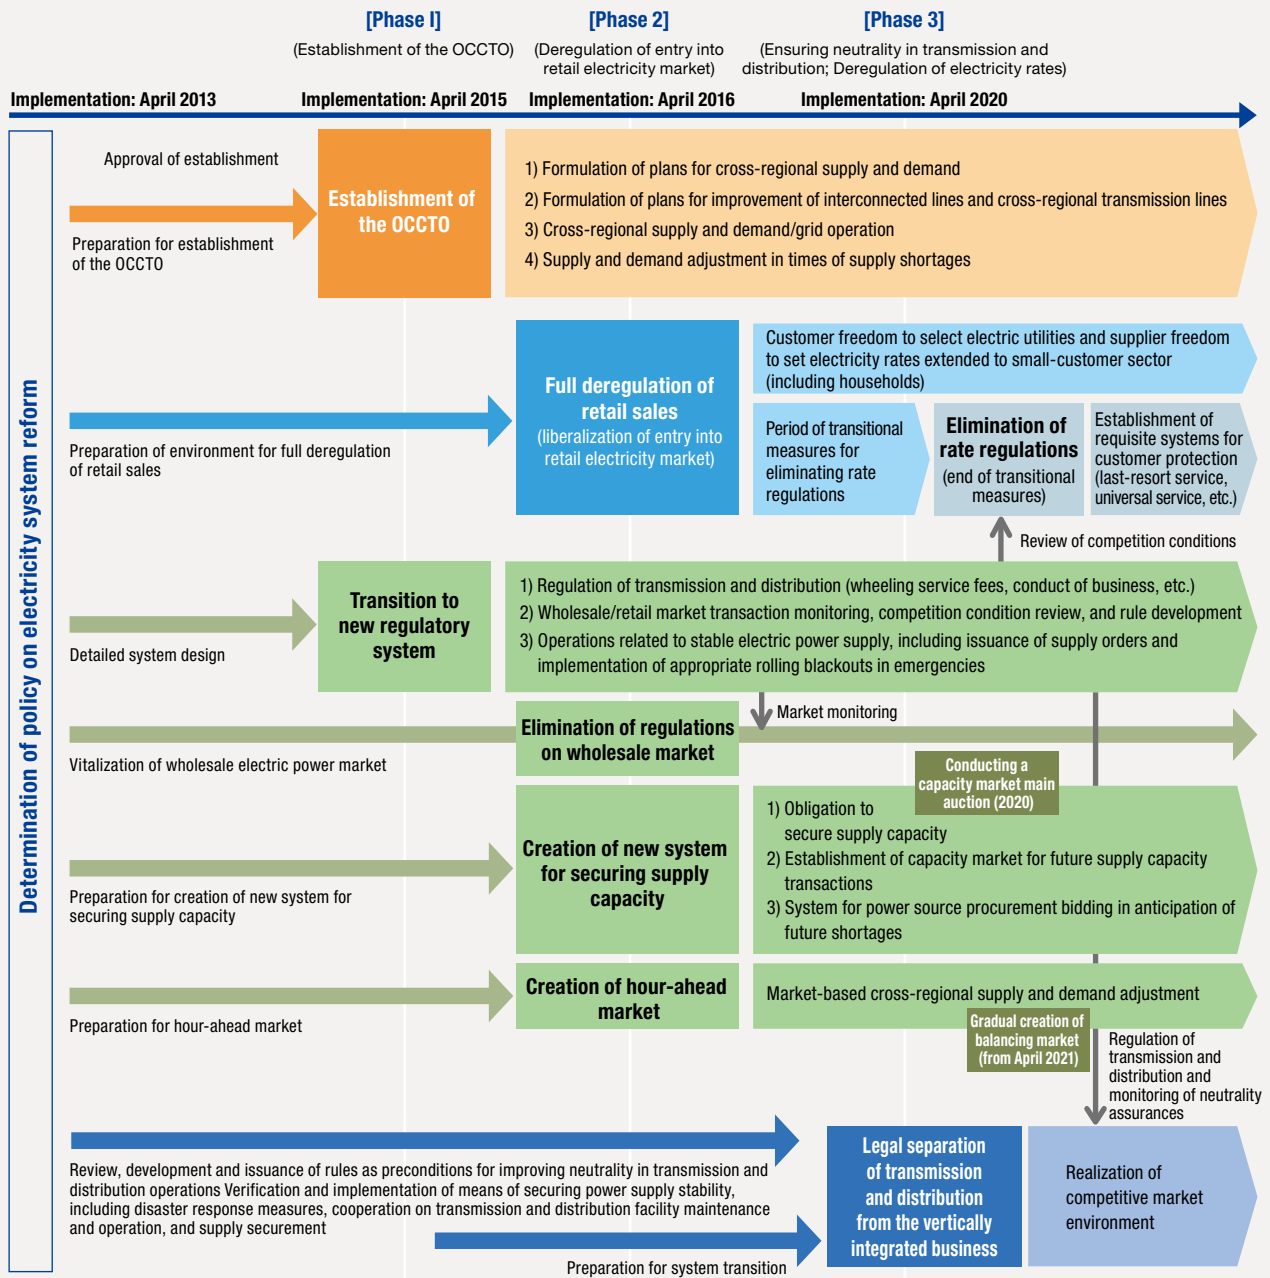 [Phase I]
(Establishment of the OCCTO)
[Phase 2]
(Deregulation of entry into
retail electricity market)
[Phase 3]
(Ensuring neutrality in transmission and
distribution; Deregulation of electricity rates)
Implementation: April 2013
Implementation: April 2015
Implementation: April 2016
Implementation: April 2020
Determination of policy on electricity system reform
Approval of establishment
Preparation for establishment
of the OCCTO
Establishment of
the OCCTO
1) Formulation of plans for cross-regional supply and demand
2) Formulation of plans for improvement of interconnected lines and cross-regional transmission lines
3) Cross-regional supply and demand/grid operation
4) Supply and demand adjustment in times of supply shortages
Preparation of environment for full deregulation
of retail sales
Full deregulation of
retail sales
(liberalization of entry into
retail electricity market)
Customer freedom to select electric utilities and supplier freedom
to set electricity rates extended to small-customer sector
(including households)
Period of transitional
measures for
eliminating rate
regulations
Elimination of
rate regulations
(end of transitional
measures)
Establishment of
requisite systems for
customer protection
(last-resort service,
universal service, etc.)
Review of competition conditions
Detailed system design
Transition to
new regulatory
system
1) Regulation of transmission and distribution (wheeling service fees, conduct of business, etc.)
2) Wholesale/retail market transaction monitoring, competition condition review, and rule development
3) Operations related to stable electric power supply, including issuance of supply orders and
implementation of appropriate rolling blackouts in emergencies
Market monitoring
Vitalization of wholesale electric power market
Elimination of regulations
on wholesale market
Conducting a
capacity market main
auction (2020)
Preparation for creation of new system for
securing supply capacity
Creation of new system
for securing supply
capacity
1) Obligation to
secure supply capacity
2) Establishment of capacity market for future supply capacity
transactions
3) System for power source procurement bidding in anticipation of
future shortages
Preparation for hour-ahead market
Creation of hour-ahead
market
Market-based cross-regional supply and demand adjustment
Gradual creation of
balancing market
(from April 2021)
Regulation of
transmission and
distribution and
monitoring of neutrality
assurances
Review, development and issuance of rules as preconditions for improving neutrality in transmission and
distribution operations Verification and implementation of means of securing power supply stability,
including disaster response measures, cooperation on transmission and distribution facility maintenance
and operation, and supply securement
Preparation for system transition
Legal separation
of transmission
and distribution
from the vertically
integrated business
Realization of
competitive market
environment